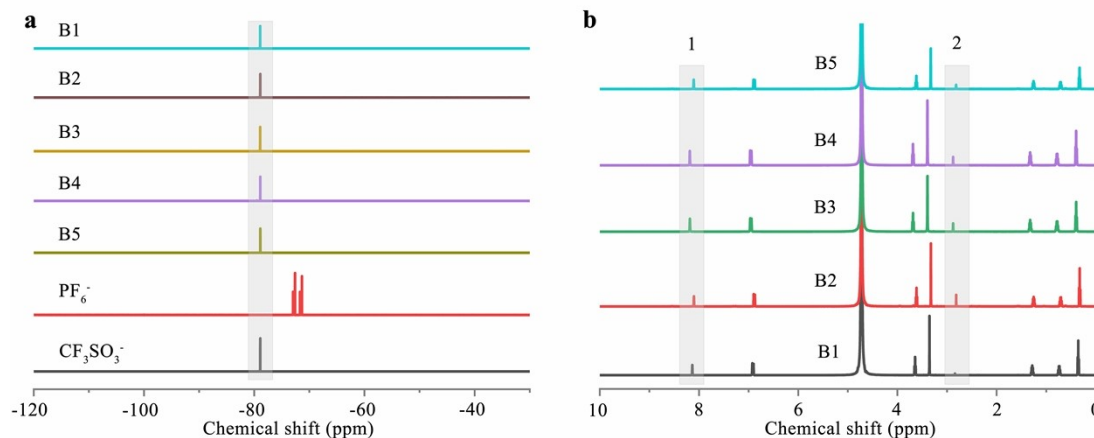 a
B1
B2
B3
B4
B5
PF₆⁻
CF₃SO₃⁻
-120 -100 -80 -60 -40
Chemical shift (ppm)
b
1 2
B5
B4
B3
B2
B1
10 8 6 4 2 0
Chemical shift (ppm)